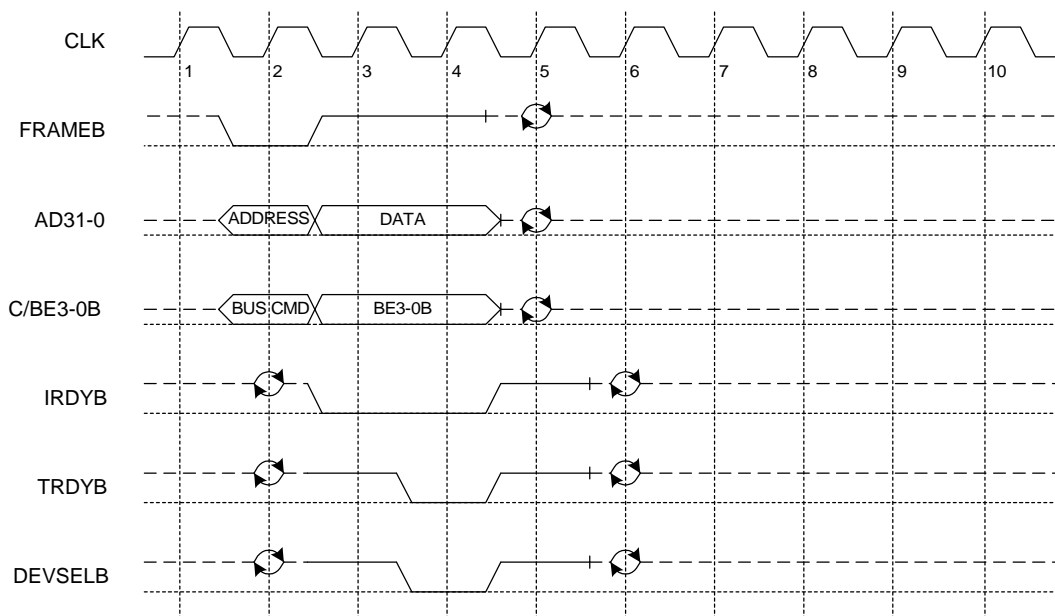 CLK
1 2 3 4 5 6 7 8 9 10
FRAMEB
AD31-0
ADDRESS DATA
C/BE3-0B
BUS CMD BE3-0B
IRDYB
TRDYB
DEVSELB